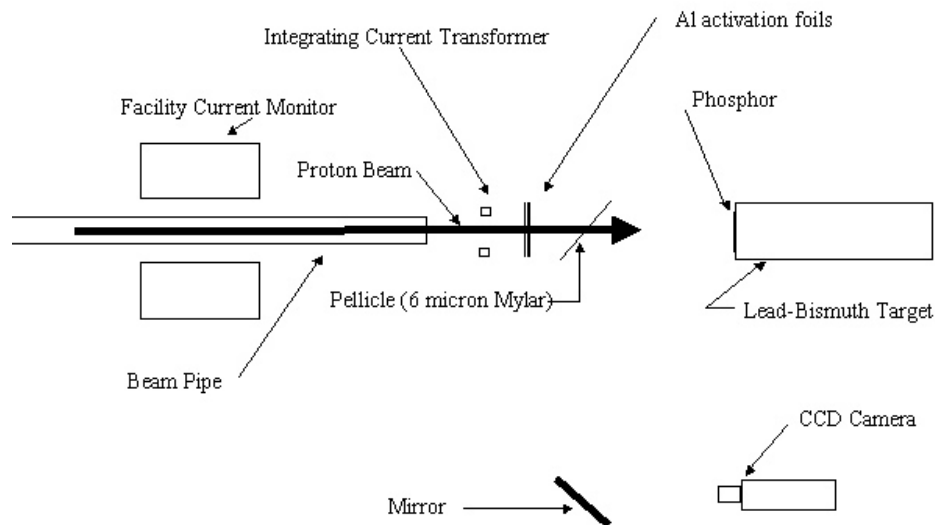 Al activation foils
Integrating Current Transformer
Phosphor
Facility Current Monitor
Proton Beam
Pellicle (6 micron Mylar)
Lead-Bismuth Target
Beam Pipe
CCD Camera
Mirror